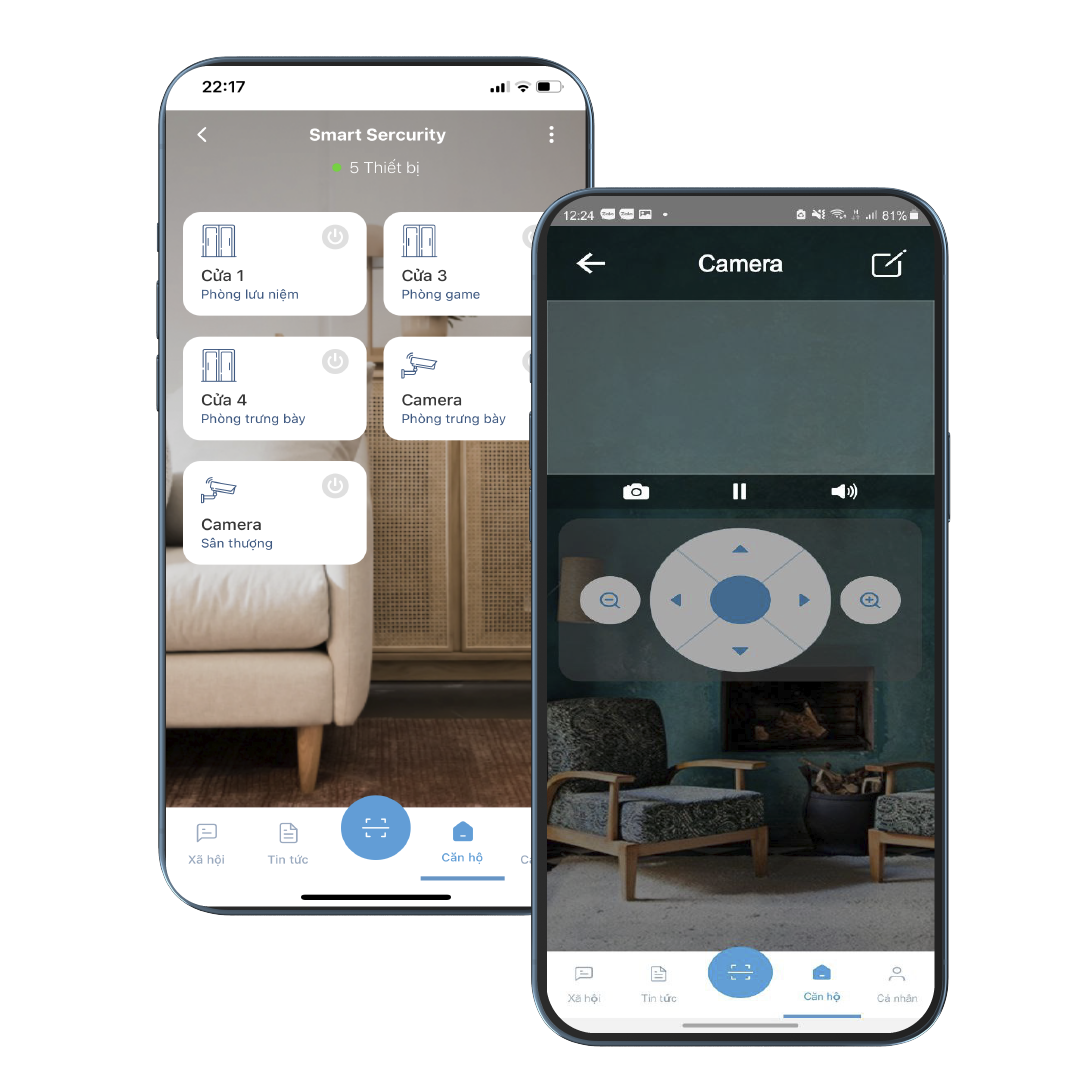 22:17
Smart Sercurity
5 Thiết bị
Cửa 1
Phòng lưu niệm
Cửa 3
Phòng game
Cửa 4
Phòng trưng bày
Camera
Phòng trưng bày
Camera
Sân thượng
Xã hội
Tin tức
Căn hộ
12:24
81%
Camera
Xã hội
Tin tức
Căn hộ
Cá nhân